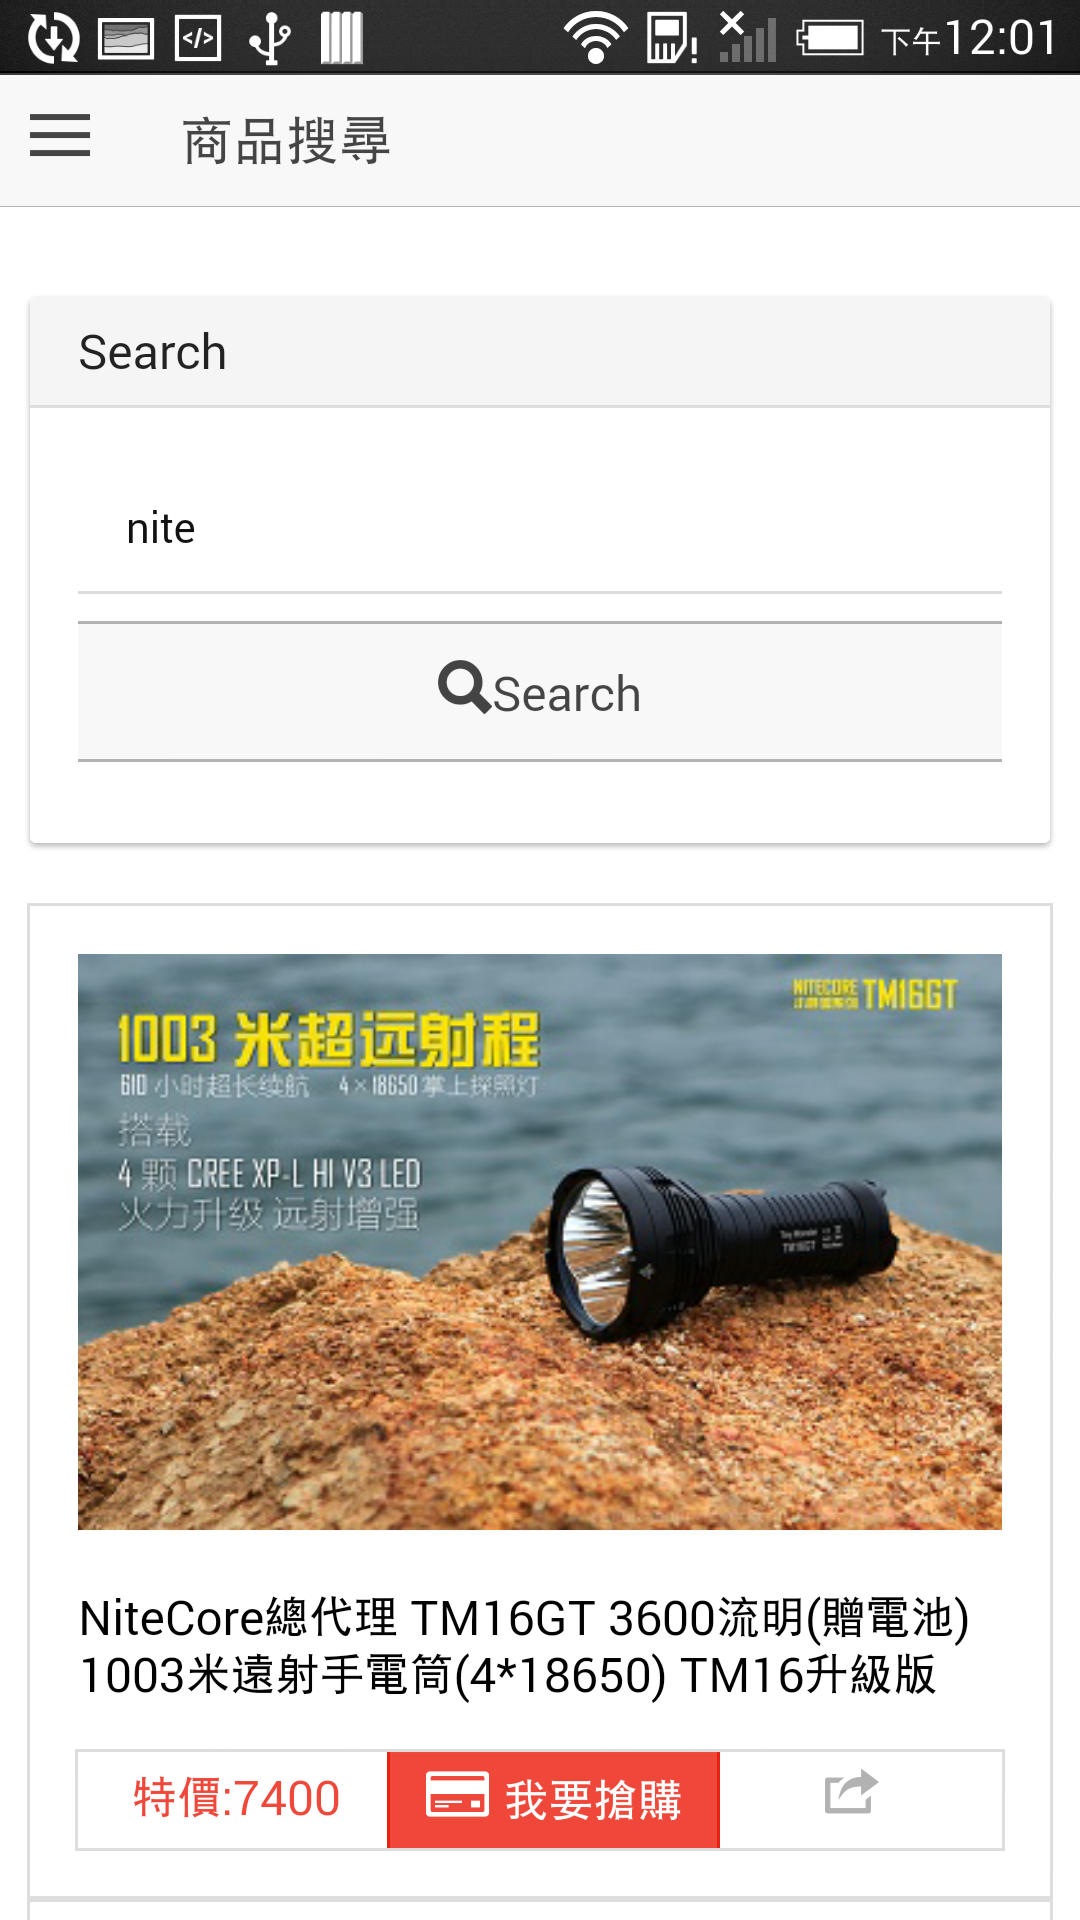 下午12:01
商品搜尋
Search
nite
Search
NITECORE TM16GT
1003 米超远射程
610 小时超长续航 4×18650 掌上探照灯
搭载
4 颗 CREE XP-L HI V3 LED
火力升级 远射增强
TM16GT
NiteCore總代理 TM16GT 3600流明(贈電池)
1003米遠射手電筒(4*18650) TM16升級版
特價:7400
我要搶購